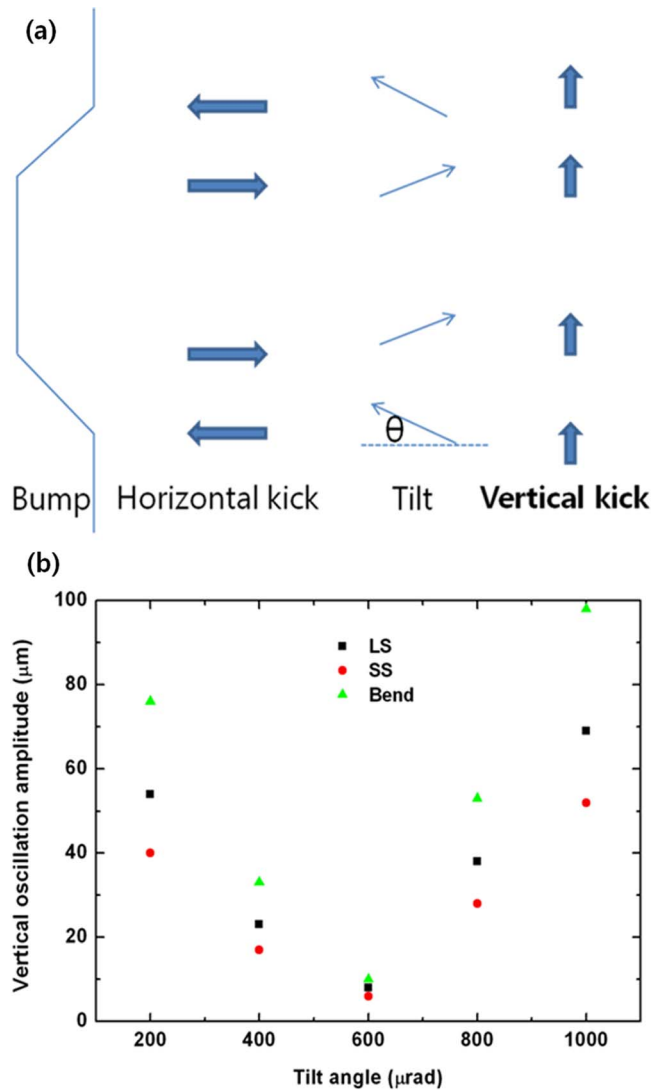 (a)
θ
Bump Horizontal kick Tilt Vertical kick
(b)
100
80
60
40
20
0
Vertical oscillation amplitude (μm)
LS
SS
Bend
200 400 600 800 1000
Tilt angle (μrad)